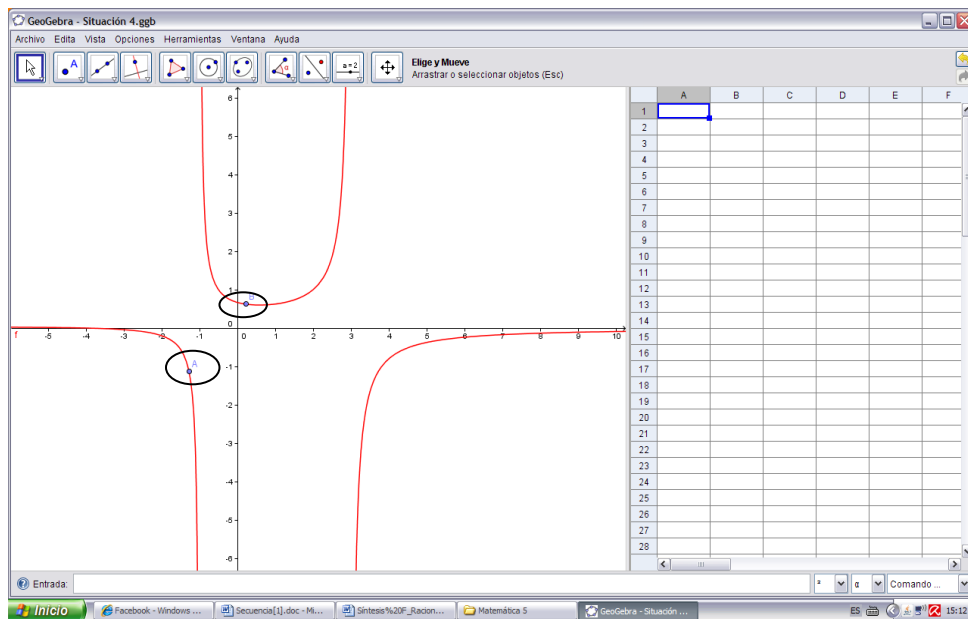 GeoGebra - Situación 4.ggb
Archivo Edita Vista Opciones Herramientas Ventana Ayuda
A
a=2
Elige y Mueve
Arrastrar o seleccionar objetos (Esc)
A B C D E F
1
2
3
4
5
6
7
8
9
10
11
12
13
14
15
16
17
18
19
20
21
22
23
24
25
26
27
28
6
5
4
3
2
1
0
-1
-2
-3
-4
-5
-6
-5 -4 -3 -2 -1 0 1 2 3 4 5 6 7 8 9 10
f
B
A
Entrada:
² α Comando ...
Inicio
Facebook - Windows ...
Secuencia[1].doc - Mi...
Síntesis%20F_Racion...
Matemática 5
GeoGebra - Situación ...
ES
15:12